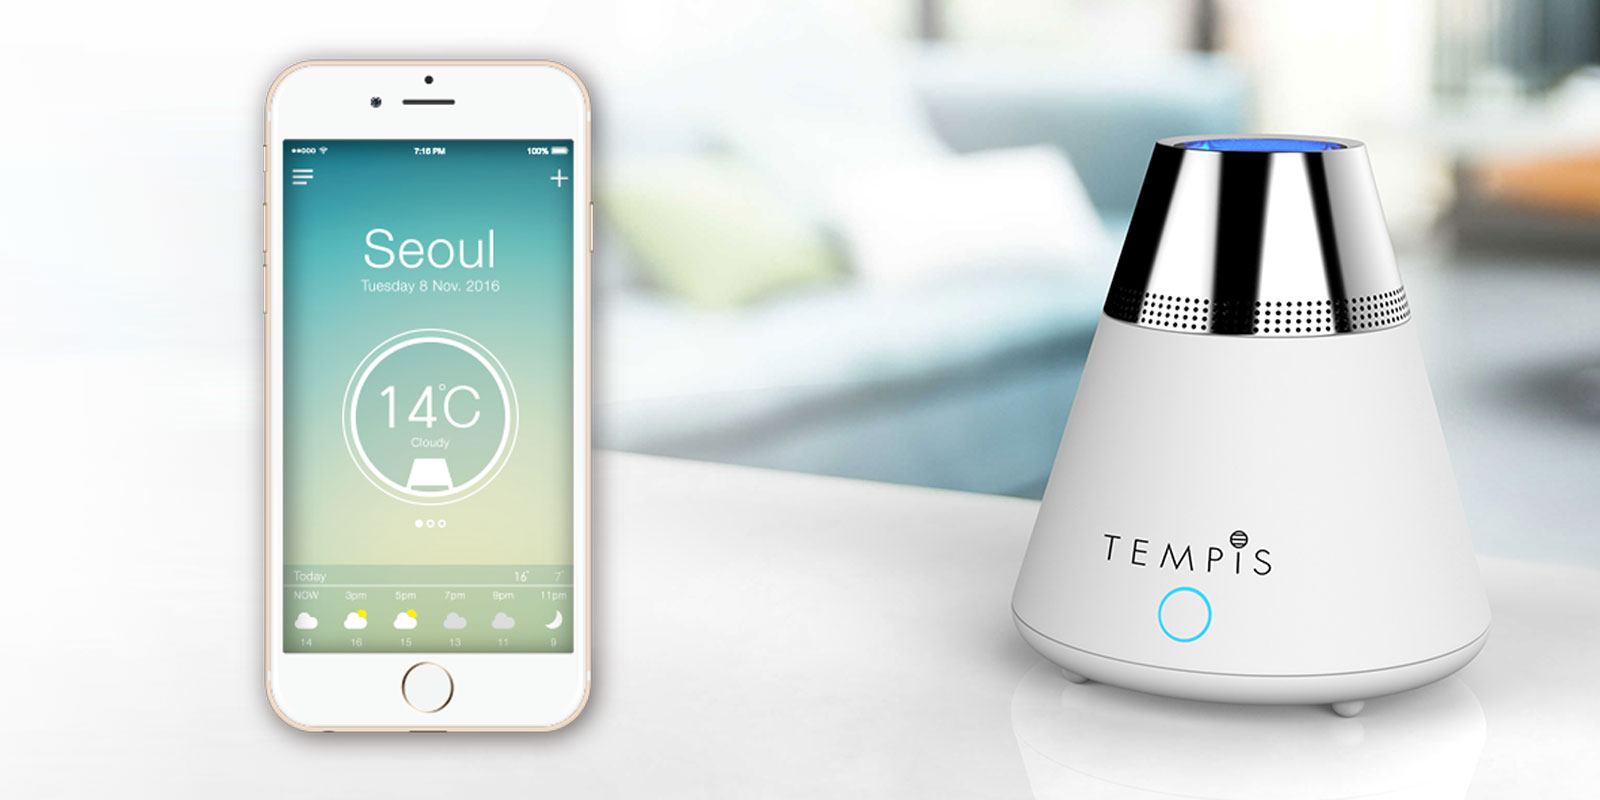 7:16 PM 100%
Seoul
Tuesday 8 Nov. 2016
14°C
Cloudy
Today 16° 7°
NOW 3pm 5pm 7pm 9pm 11pm
14 16 15 13 11 9
TEMPIS